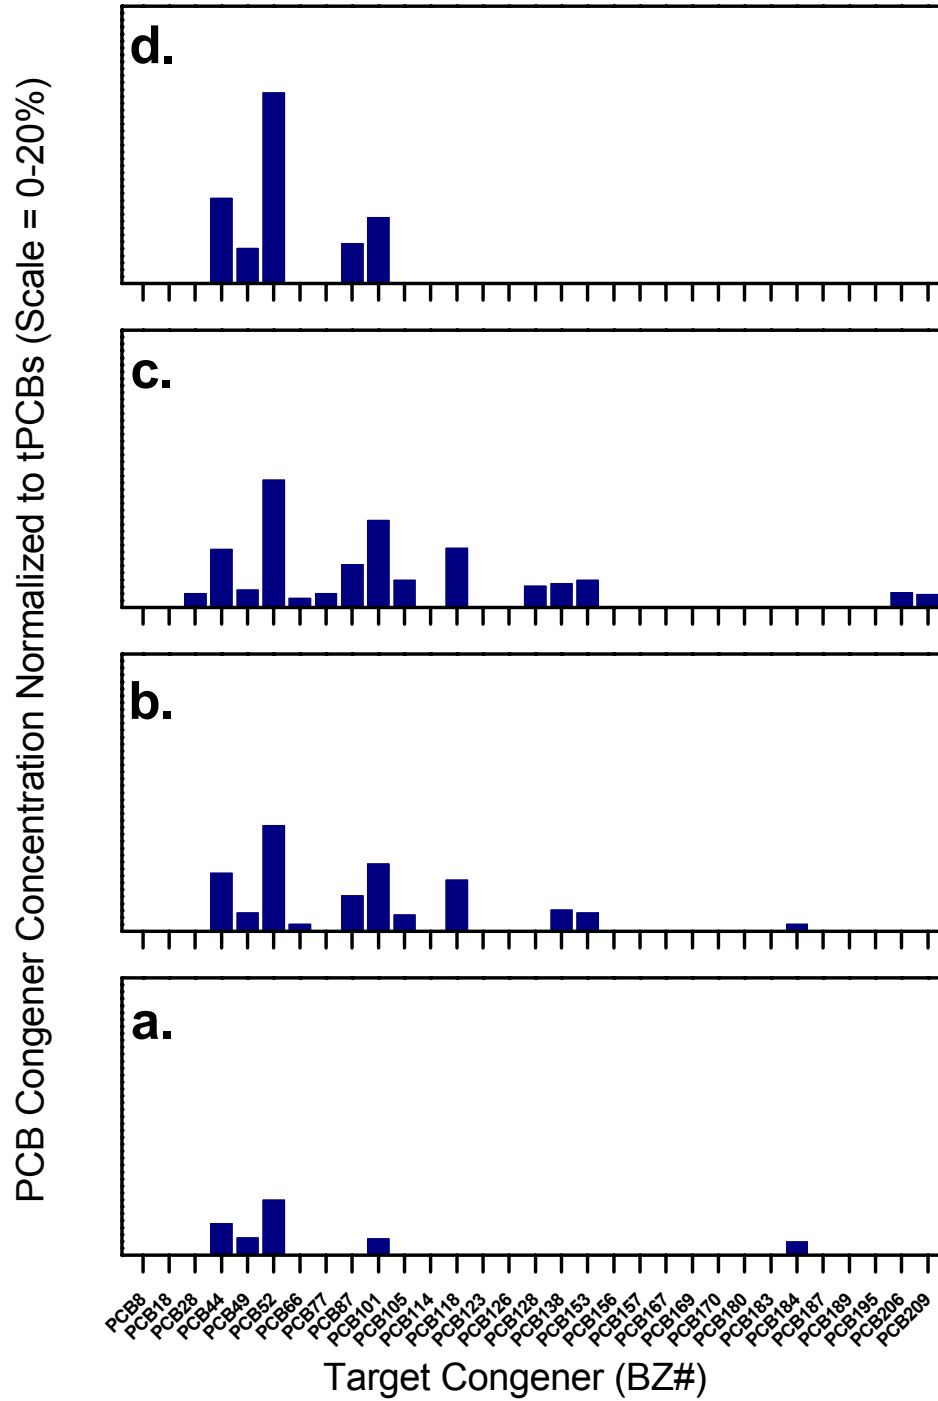 PCB Congener Concentration Normalized to tPCBs (Scale = 0-20%)
d.
c.
b.
a.
PCB8
PCB18
PCB28
PCB44
PCB49
PCB52
PCB66
PCB77
PCB87
PCB101
PCB105
PCB114
PCB118
PCB123
PCB126
PCB128
PCB138
PCB153
PCB156
PCB157
PCB167
PCB169
PCB170
PCB180
PCB183
PCB184
PCB187
PCB189
PCB195
PCB206
PCB209
Target Congener (BZ#)